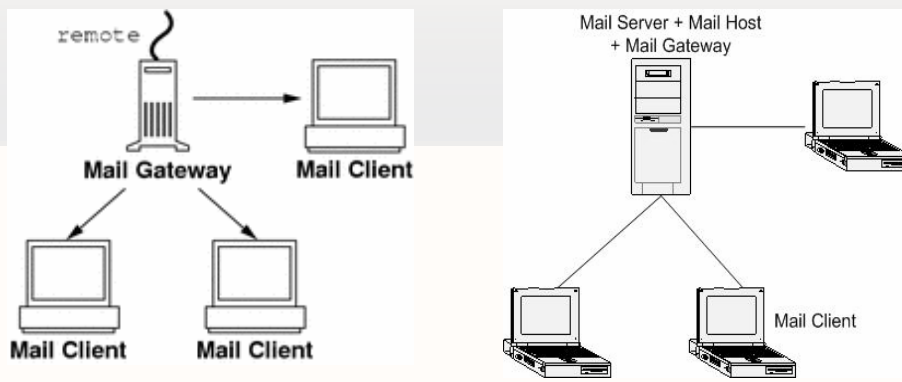 remote
Mail Gateway
Mail Client
Mail Client
Mail Client
Mail Server + Mail Host
+ Mail Gateway
Mail Client